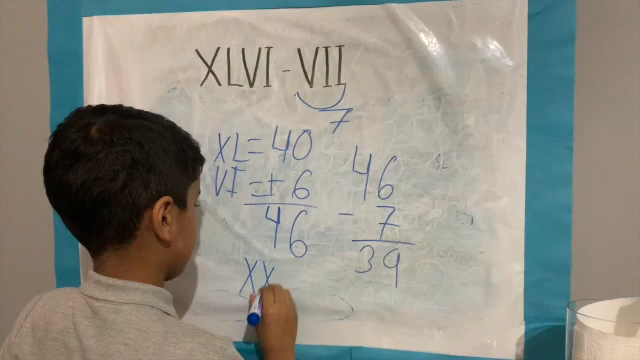 XLVI - VII
7
XL = 40
VI = + 6
46
46
- 7
39
XX